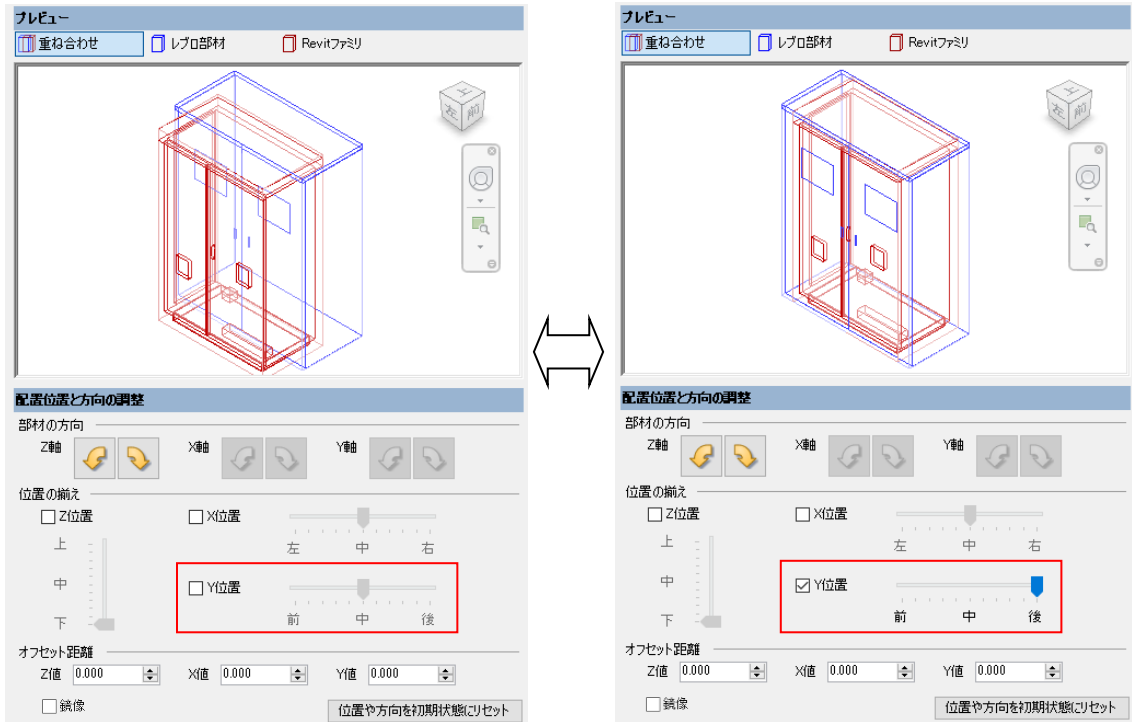 プレビュー
重ね合わせ レブロ部材 Revitファミリ
上
左 前
配置位置と方向の調整
部材の方向
Z軸 X軸 Y軸
位置の揃え
Z位置 X位置
上
左 中 右
中
Y位置
下
前 中 後
オフセット距離
Z値 0.000 X値 0.000 Y値 0.000
鏡像 位置や方向を初期状態にリセット
プレビュー
重ね合わせ レブロ部材 Revitファミリ
上
左 前
配置位置と方向の調整
部材の方向
Z軸 X軸 Y軸
位置の揃え
Z位置 X位置
上
左 中 右
中
Y位置
下
前 中 後
オフセット距離
Z値 0.000 X値 0.000 Y値 0.000
鏡像 位置や方向を初期状態にリセット